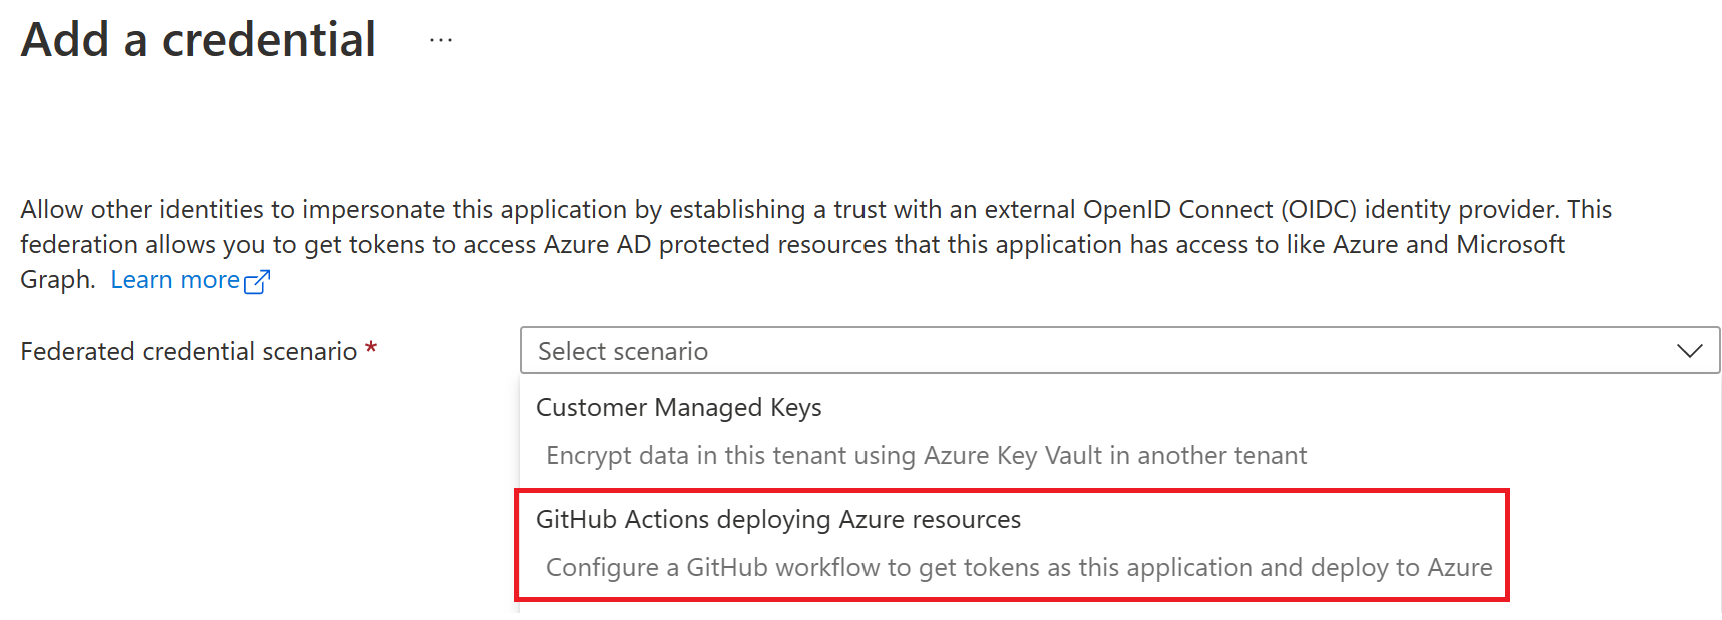 Add a credential ...
Allow other identities to impersonate this application by establishing a trust with an external OpenID Connect (OIDC) identity provider. This
federation allows you to get tokens to access Azure AD protected resources that this application has access to like Azure and Microsoft
Graph. Learn more
Federated credential scenario *
Select scenario
Customer Managed Keys
Encrypt data in this tenant using Azure Key Vault in another tenant
GitHub Actions deploying Azure resources
Configure a GitHub workflow to get tokens as this application and deploy to Azure